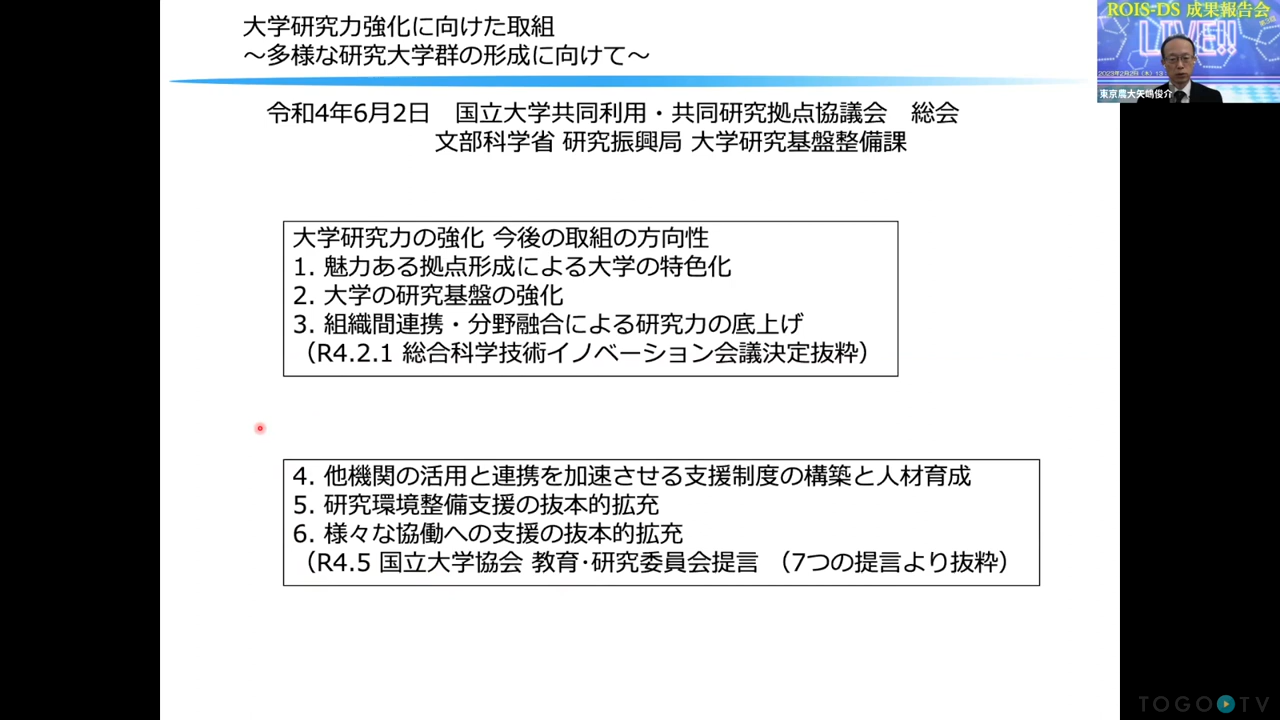 大学研究力強化に向けた取組
～多様な研究大学群の形成に向けて～
令和4年6月2日　国立大学共同利用・共同研究拠点協議会　総会
文部科学省 研究振興局 大学研究基盤整備課
大学研究力の強化 今後の取組の方向性
1. 魅力ある拠点形成による大学の特色化
2. 大学の研究基盤の強化
3. 組織間連携・分野融合による研究力の底上げ
（R4.2.1 総合科学技術イノベーション会議決定抜粋）
4. 他機関の活用と連携を加速させる支援制度の構築と人材育成
5. 研究環境整備支援の抜本的拡充
6. 様々な協働への支援の抜本的拡充
（R4.5 国立大学協会 教育･研究委員会提言 （7つの提言より抜粋）
ROIS-DS 成果報告会
LIVE!!
2023年2月2日（木）13
東京農大矢嶋俊介
TOGOTV